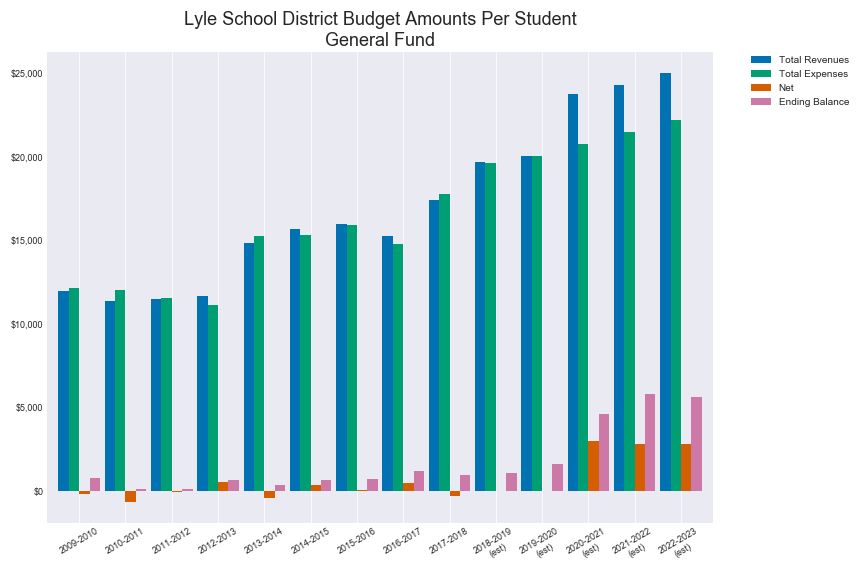 Lyle School District Budget Amounts Per Student
General Fund
Total Revenues
Total Expenses
Net
Ending Balance
$25,000
$20,000
$15,000
$10,000
$5,000
$0
2009-2010
2010-2011
2011-2012
2012-2013
2013-2014
2014-2015
2015-2016
2016-2017
2017-2018
2018-2019
(est)
2019-2020
(est)
2020-2021
(est)
2021-2022
(est)
2022-2023
(est)